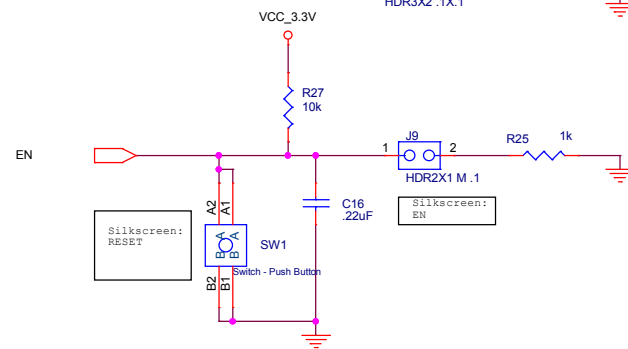 HDR3X2 .1X.1
VCC_3.3V
R27
10k
J9
1
2
R25
1k
EN
HDR2X1 M .1
A2
A1
C16
.22uF
Silkscreen:
EN
Silkscreen:
RESET
A
A
B
B
SW1
Switch - Push Button
B2
B1